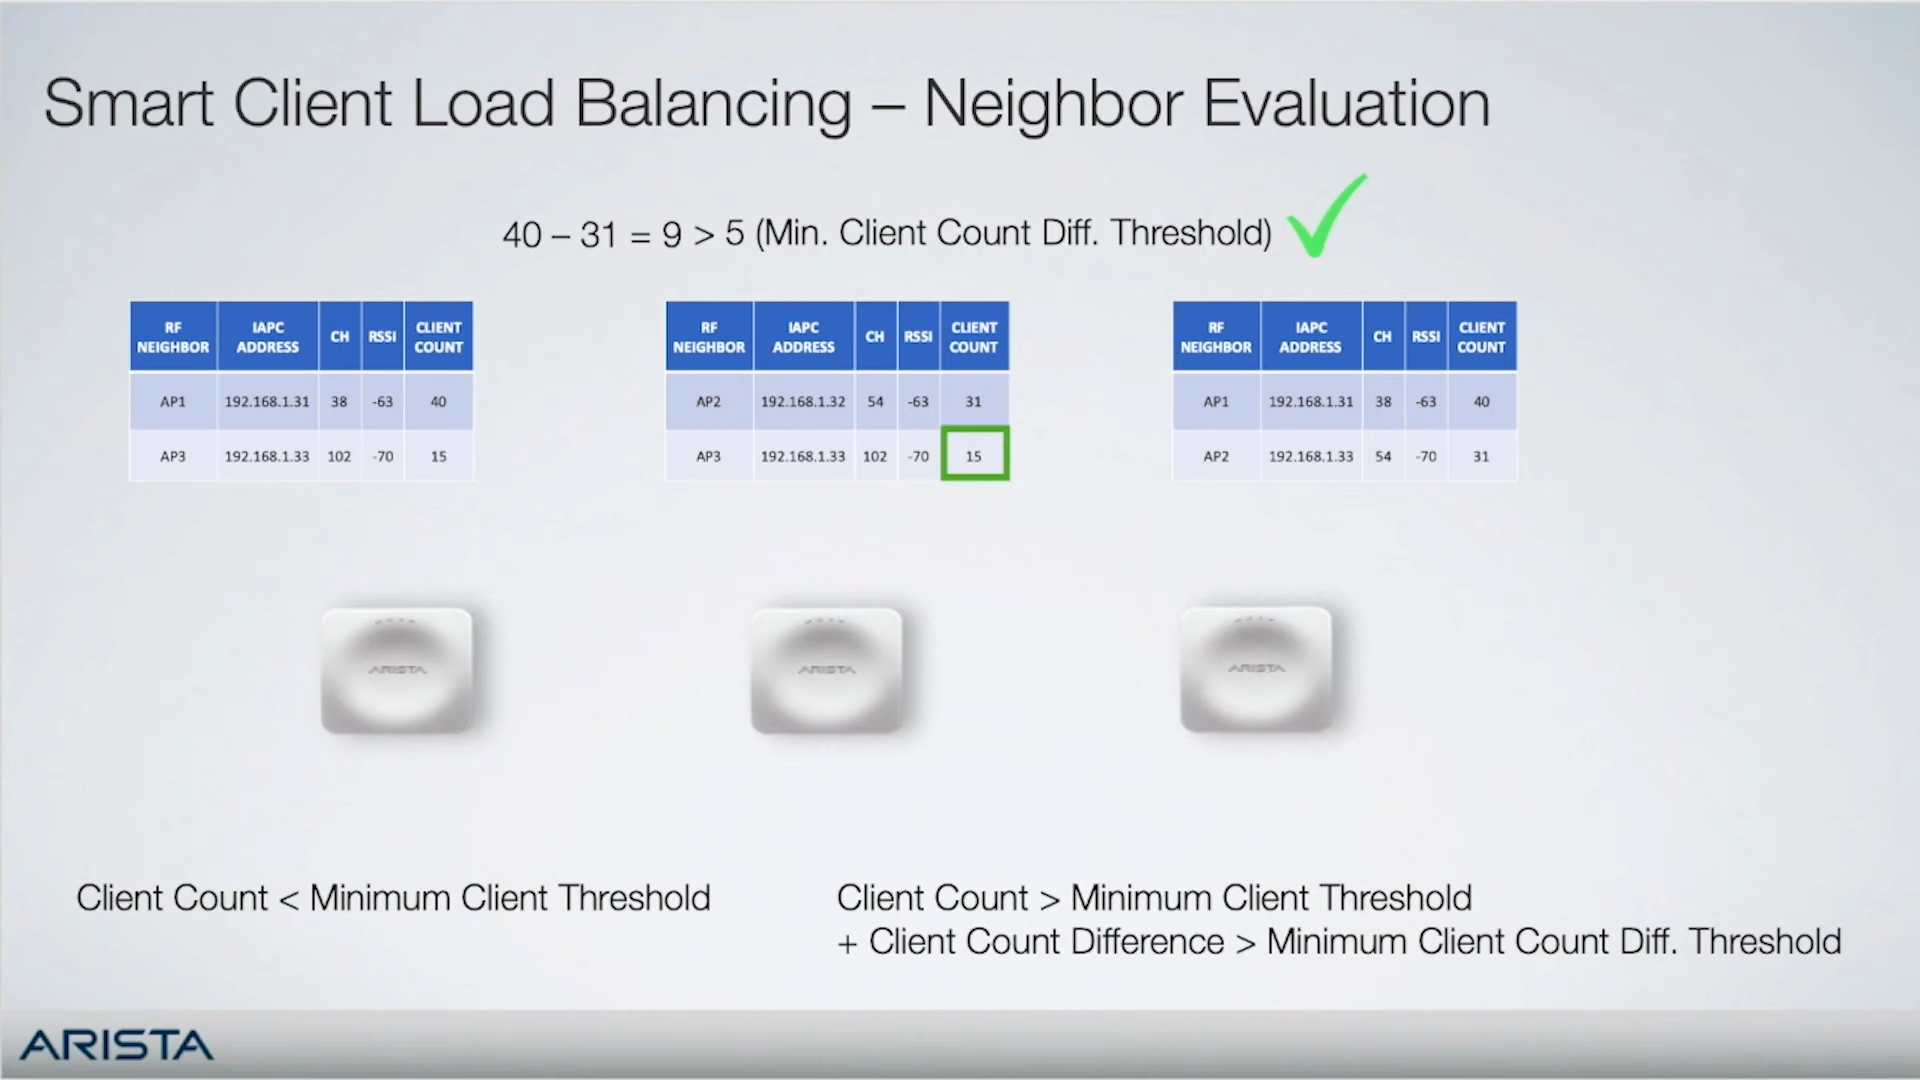 Smart Client Load Balancing – Neighbor Evaluation
40 – 31 = 9 > 5 (Min. Client Count Diff. Threshold)
RF NEIGHBOR IAPC ADDRESS CH RSSI CLIENT COUNT
AP1 192.168.1.31 38 -63 40
AP3 192.168.1.33 102 -70 15
RF NEIGHBOR IAPC ADDRESS CH RSSI CLIENT COUNT
AP2 192.168.1.32 54 -63 31
AP3 192.168.1.33 102 -70 15
RF NEIGHBOR IAPC ADDRESS CH RSSI CLIENT COUNT
AP1 192.168.1.31 38 -63 40
AP2 192.168.1.33 54 -70 31
ARISTA
ARISTA
ARISTA
Client Count < Minimum Client Threshold
Client Count > Minimum Client Threshold
+ Client Count Difference > Minimum Client Count Diff. Threshold
ARISTA